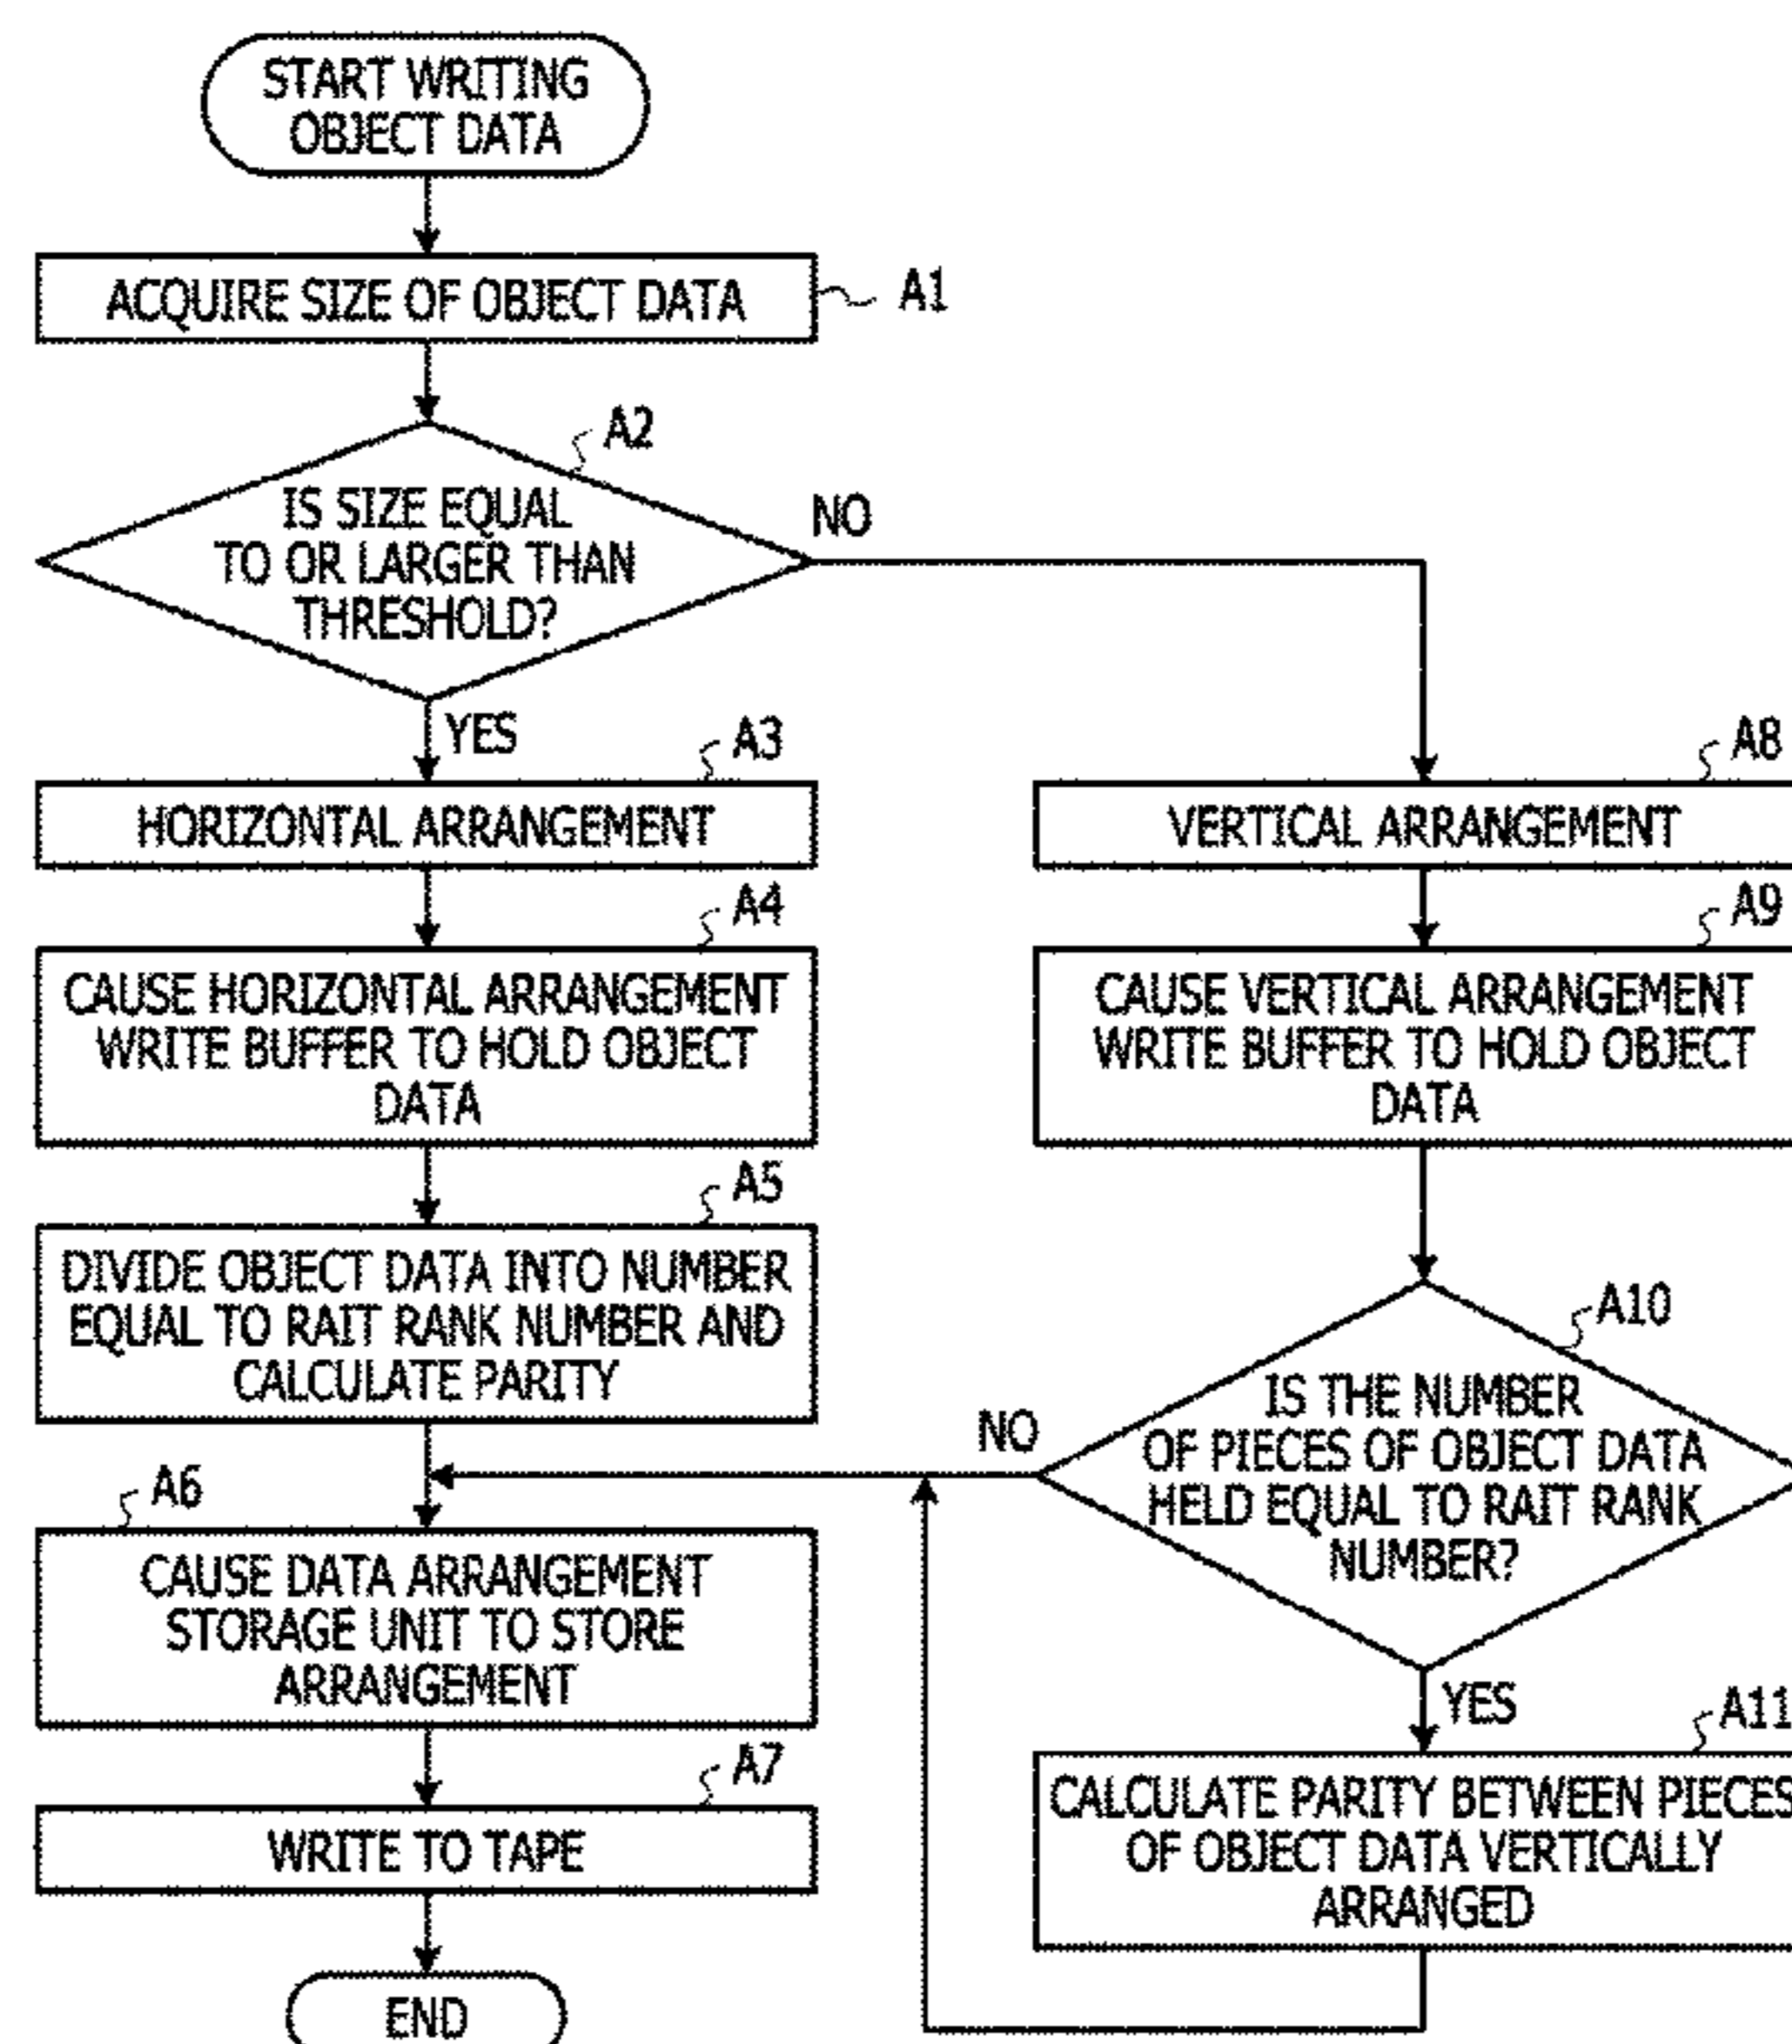 START WRITING
OBJECT DATA
ACQUIRE SIZE OF OBJECT DATA
A1
A2
IS SIZE EQUAL
TO OR LARGER THAN
THRESHOLD?
NO
YES
A3
HORIZONTAL ARRANGEMENT
A4
CAUSE HORIZONTAL ARRANGEMENT
WRITE BUFFER TO HOLD OBJECT
DATA
A5
DIVIDE OBJECT DATA INTO NUMBER
EQUAL TO RAIT RANK NUMBER AND
CALCULATE PARITY
A6
CAUSE DATA ARRANGEMENT
STORAGE UNIT TO STORE
ARRANGEMENT
A7
WRITE TO TAPE
END
A8
VERTICAL ARRANGEMENT
A9
CAUSE VERTICAL ARRANGEMENT
WRITE BUFFER TO HOLD OBJECT
DATA
A10
IS THE NUMBER
OF PIECES OF OBJECT DATA
HELD EQUAL TO RAIT RANK
NUMBER?
NO
YES
A11
CALCULATE PARITY BETWEEN PIECES
OF OBJECT DATA VERTICALLY
ARRANGED